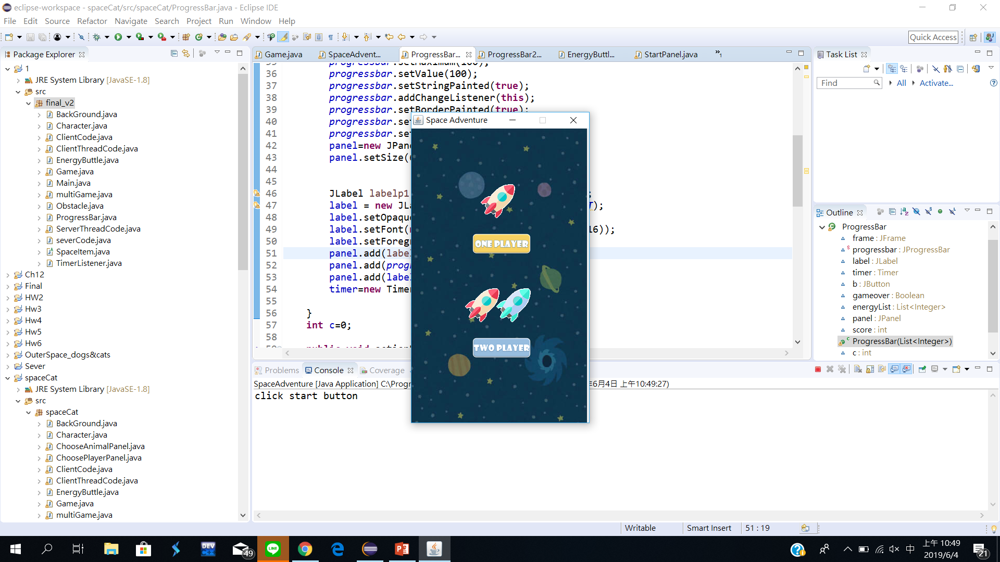 eclipse-workspace - spaceCat/src/spaceCat/ProgressBar.java - Eclipse IDE
File Edit Source Refactor Navigate Search Project Run Window Help
Quick Access
Package Explorer
1
JRE System Library [JavaSE-1.8]
src
final_v2
BackGround.java
Character.java
ClientCode.java
ClientThreadCode.java
EnergyButtle.java
Game.java
Main.java
multiGame.java
Obstacle.java
ProgressBar.java
ServerThreadCode.java
severCode.java
SpaceItem.java
TimerListener.java
Ch12
Final
HW2
Hw3
Hw4
Hw5
Hw6
OuterSpace_dogs&cats
Sever
spaceCat
JRE System Library [JavaSE-1.8]
src
spaceCat
BackGround.java
Character.java
ChooseAnimalPanel.java
ChoosePlayerPanel.java
ClientCode.java
ClientThreadCode.java
EnergyButtle.java
Game.java
multiGame.java
Game.java SpaceAdvent... ProgressBar... ProgressBar2... EnergyButtl... StartPanel.java »1
35 progressbar.setMaximum(100);
36 progressbar.setValue(100);
37 progressbar.setStringPainted(true);
38 progressbar.addChangeListener(this);
39 progressbar.setBorderPainted(true);
40 progressbar.se
41 progressbar.se
42 panel=new JPan
43 panel.setSize(
44
45
46 JLabel labelp1 ;
47 label = new JLa T);
48 label.setOpaqu
49 label.setFont( 16));
50 label.setForeg
51 panel.add(labe
52 panel.add(prog
53 panel.add(labe
54 timer=new Time
55
56 }
57 int c=0;
58
Space Adventure
ONE PLAYER
TWO PLAYER
Problems Console Coverage
SpaceAdventure [Java Application] C:\Progr 年6月4日 上午10:49:27)
click start button
Task List
Find All Activate...
Outline
ProgressBar
frame : JFrame
progressbar : JProgressBar
label : JLabel
timer : Timer
b : JButton
gameover : Boolean
energyList : List<Integer>
panel : JPanel
score : int
ProgressBar(List<Integer>)
c : int
Writable Smart Insert 51 : 19
DEV C++
49
LINE
中
上午 10:49
2019/6/4
21